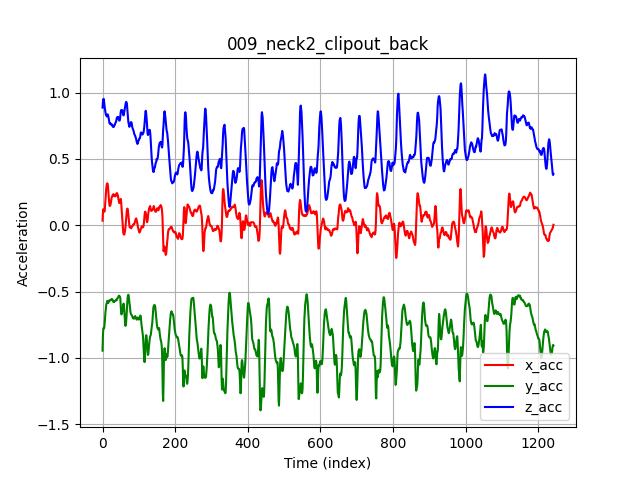 009_neck2_clipout_back
1.0
0.5
0.0
−0.5
−1.0
−1.5
Acceleration
0
200
400
600
800
1000
1200
Time (index)
x_acc
y_acc
z_acc